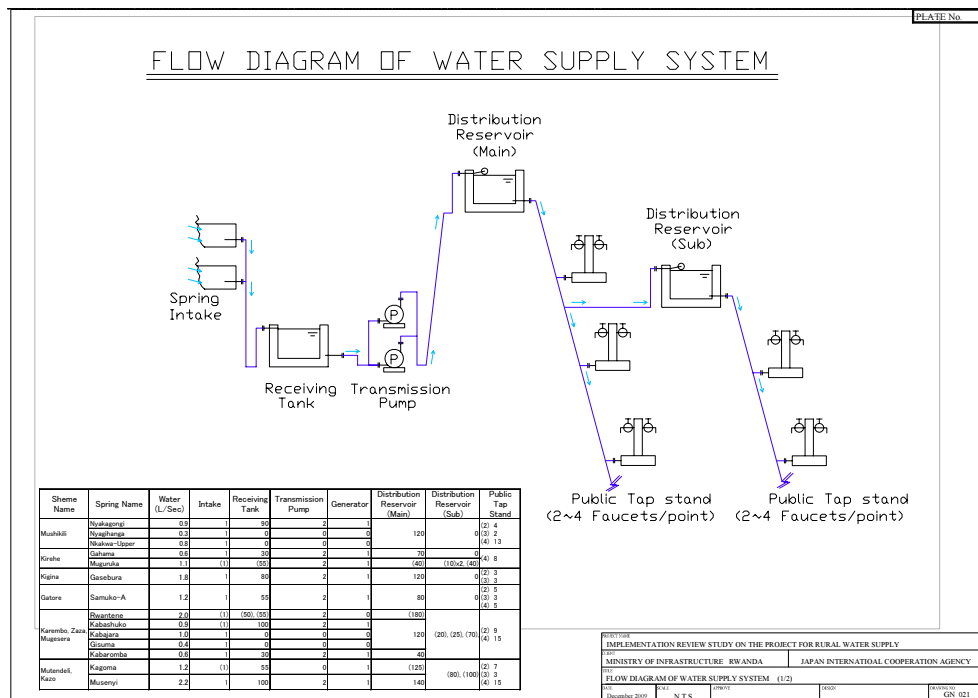 PLATE No.
FLOW DIAGRAM OF WATER SUPPLY SYSTEM
Distribution
Reservoir
(Main)
Distribution
Reservoir
(Sub)
Spring
Intake
P
P
Receiving
Tank
Transmission
Pump
Public Tap stand
(2~4 Faucets/point)
Public Tap stand
(2~4 Faucets/point)
Sheme Name Spring Name Water (L/Sec) Intake Receiving Tank Transmission Pump Generator Distribution Reservoir (Main) Distribution Reservoir (Sub) Public Tap Stand
Mushikili Nyakagongi 0.9 1 90 2 1 120 0 (2) 4
Nyagihanga 0.3 1 0 0 0 (3) 2
Nkakwa-Upper 0.8 1 0 0 0 (4) 13
Kirehe Gahama 0.6 1 30 2 1 70 0 (4) 8
Muguruka 1.1 (1) (55) 2 1 (40) (10)x2, (40)
Kigina Gasebura 1.8 1 80 2 1 120 0 (2) 3
(3) 3
Gatore Samuko-A 1.2 1 55 2 1 80 0 (2) 5
(3) 3
(4) 5
Karembo, Zaza, Mugesera Rwantene 2.0 (1) (50), (55) 2 0 (180) (20), (25), (70) (2) 9
(4) 15
Kabashuko 0.9 (1) 100 2 1 120
Kabajara 1.0 1 0 0 0
Gisuma 0.4 1 0 0 0
Kabaromba 0.6 1 30 2 1 40
Mutendeli, Kazo Kagoma 1.2 (1) 55 0 1 (125) (80), (100) (2) 7
(3) 3
Musenyi 2.2 1 100 2 1 140 (4) 15
PROJECT NAME
IMPLEMENTATION REVIEW STUDY ON THE PROJECT FOR RURAL WATER SUPPLY
CLIENT
MINISTRY OF INFRASTRUCTURE RWANDA JAPAN INTERNATIOAL COOPERATION AGENCY
TITLE
FLOW DIAGRAM OF WATER SUPPLY SYSTEM (1/2)
DATE SCALE APPROVE DESIGN DRAWING NO.
December 2009 N.T.S GN 021